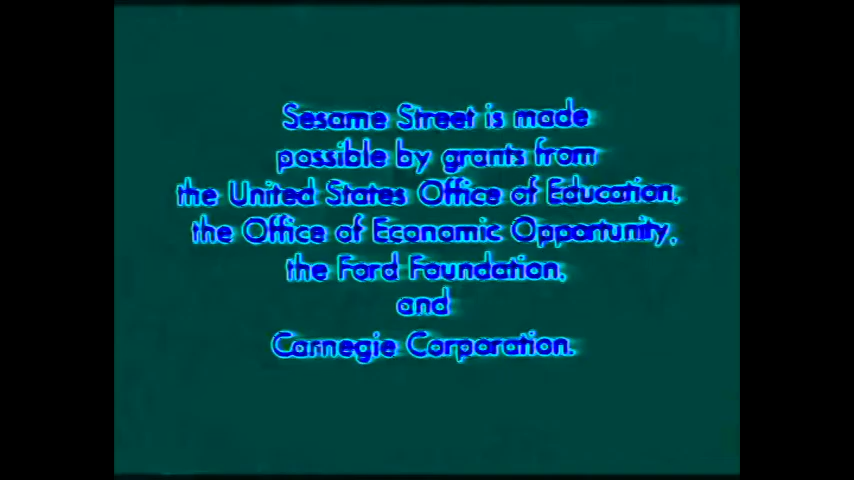 Sesame Street is made
possible by grants from
the United States Office of Education,
the Office of Economic Opportunity,
the Ford Foundation,
and
Carnegie Corporation.